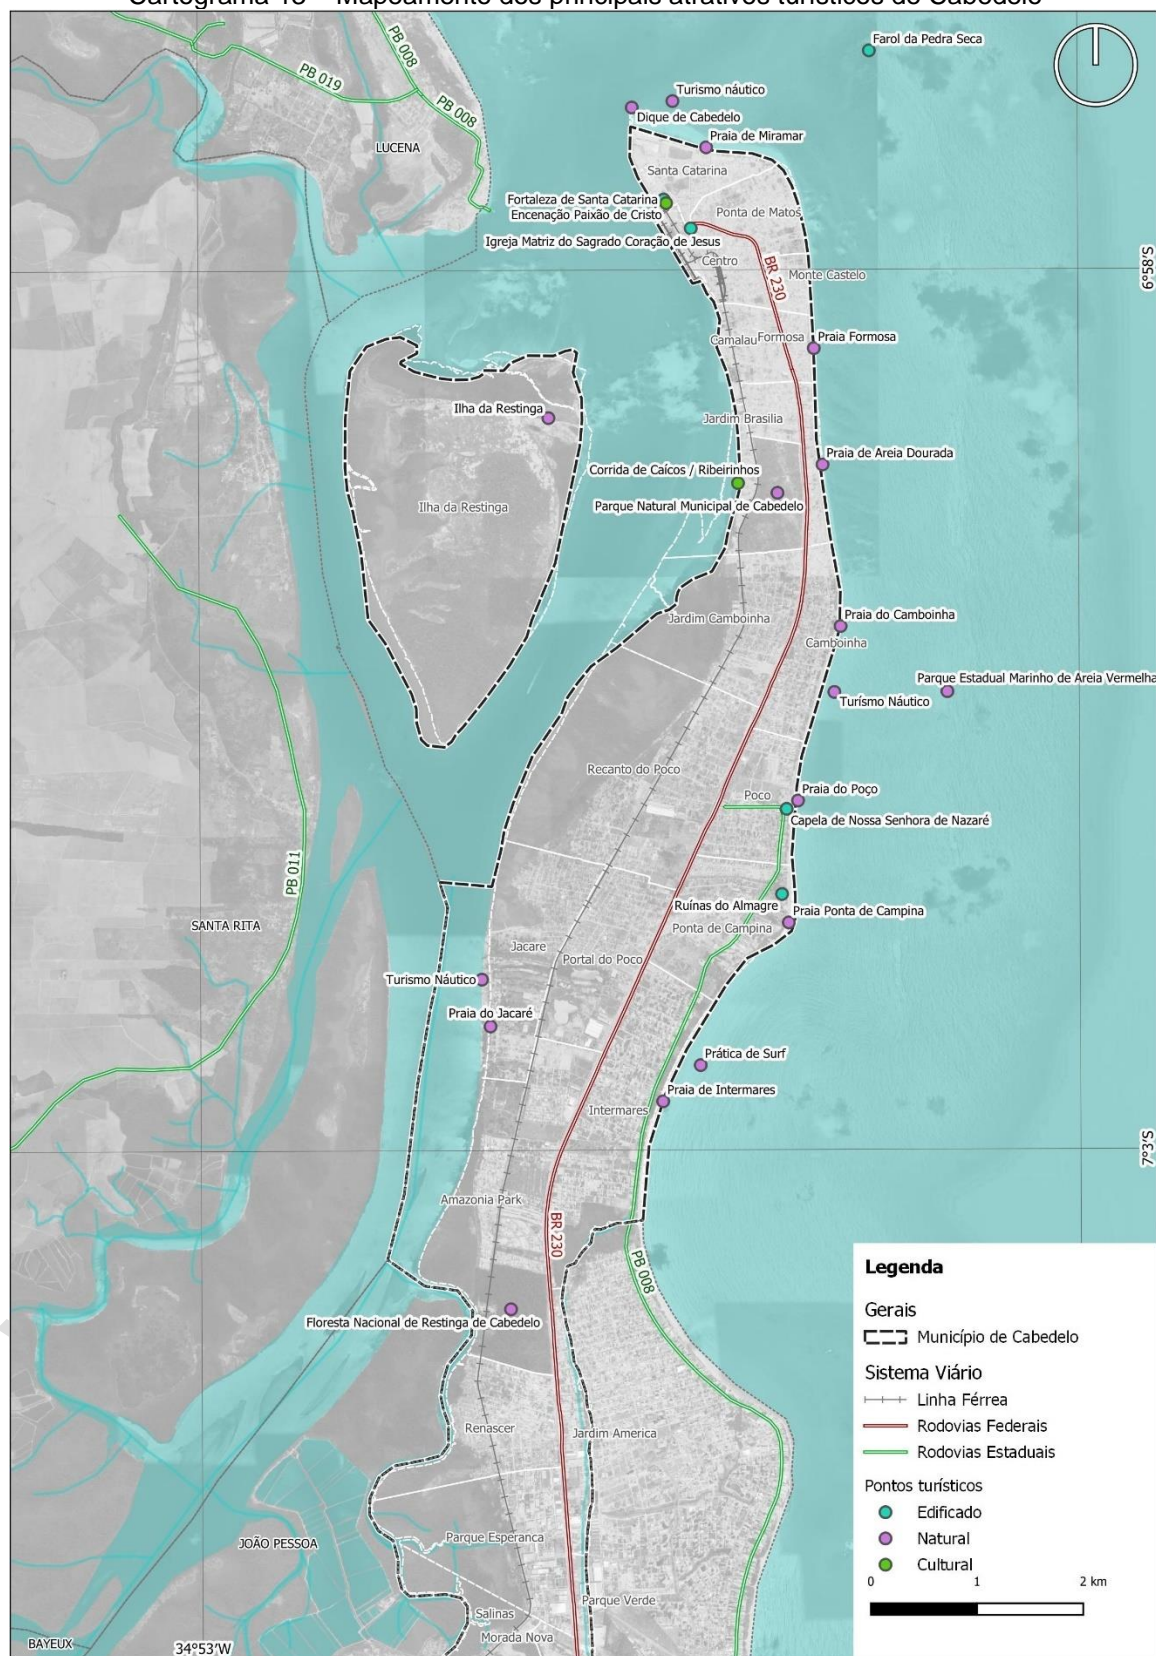 Cartograma 18 – Mapeamento dos principais atrativos turísticos de Cabedelo
PB 008
Farol da Pedra Seca
PB 019
Turismo náutico
PB 008
Dique de Cabedelo
Praia de Miramar
LUCENA
Santa Catarina
Fortaleza de Santa Catarina
Encenação Paixão de Cristo
Ponta de Matos
Igreja Matriz do Sagrado Coração de Jesus
Centro
6°58'S
BR 230
Monte Castelo
Camalau
Formosa
Praia Formosa
Ilha da Restinga
Jardim Brasilia
Praia de Areia Dourada
Corrida de Caícos / Ribeirinhos
Parque Natural Municipal de Cabedelo
Ilha da Restinga
Jardim Camboinha
Praia do Camboinha
Camboinha
Parque Estadual Marinho de Areia Vermelha
Turísmo Náutico
Recanto do Poco
Poco
Praia do Poço
Capela de Nossa Senhora de Nazaré
PB 011
Ruínas do Almagre
Praia Ponta de Campina
SANTA RITA
Ponta de Campina
Jacare
Portal do Poco
Turismo Náutico
Praia do Jacaré
Prática de Surf
Praia de Intermares
Intermares
7°3'S
Amazonia Park
BR 230
PB 008
Floresta Nacional de Restinga de Cabedelo
Renascer
Jardim America
JOÃO PESSOA
Parque Esperanca
Parque Verde
Salinas
Morada Nova
BAYEUX
34°53'W
Legenda
Gerais
Município de Cabedelo
Sistema Viário
Linha Férrea
Rodovias Federais
Rodovias Estaduais
Pontos turísticos
Edificado
Natural
Cultural
0 1 2 km